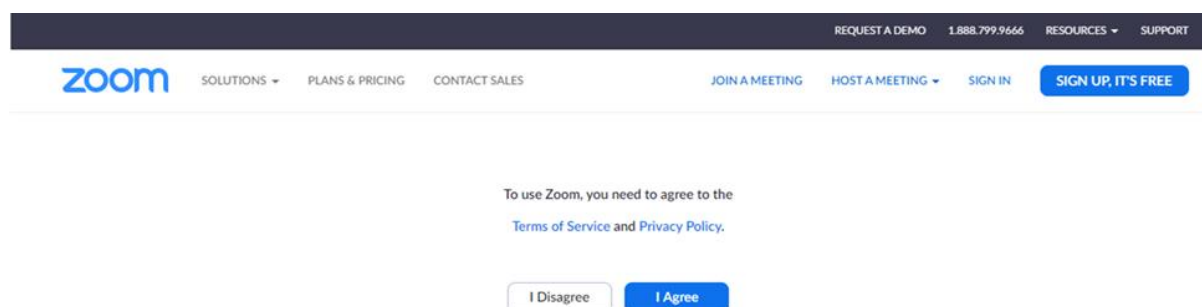 REQUEST A DEMO 1.888.799.9666 RESOURCES SUPPORT
zoom SOLUTIONS PLANS & PRICING CONTACT SALES JOIN A MEETING HOST A MEETING SIGN IN SIGN UP, IT'S FREE
To use Zoom, you need to agree to the
Terms of Service and Privacy Policy.
I Disagree I Agree